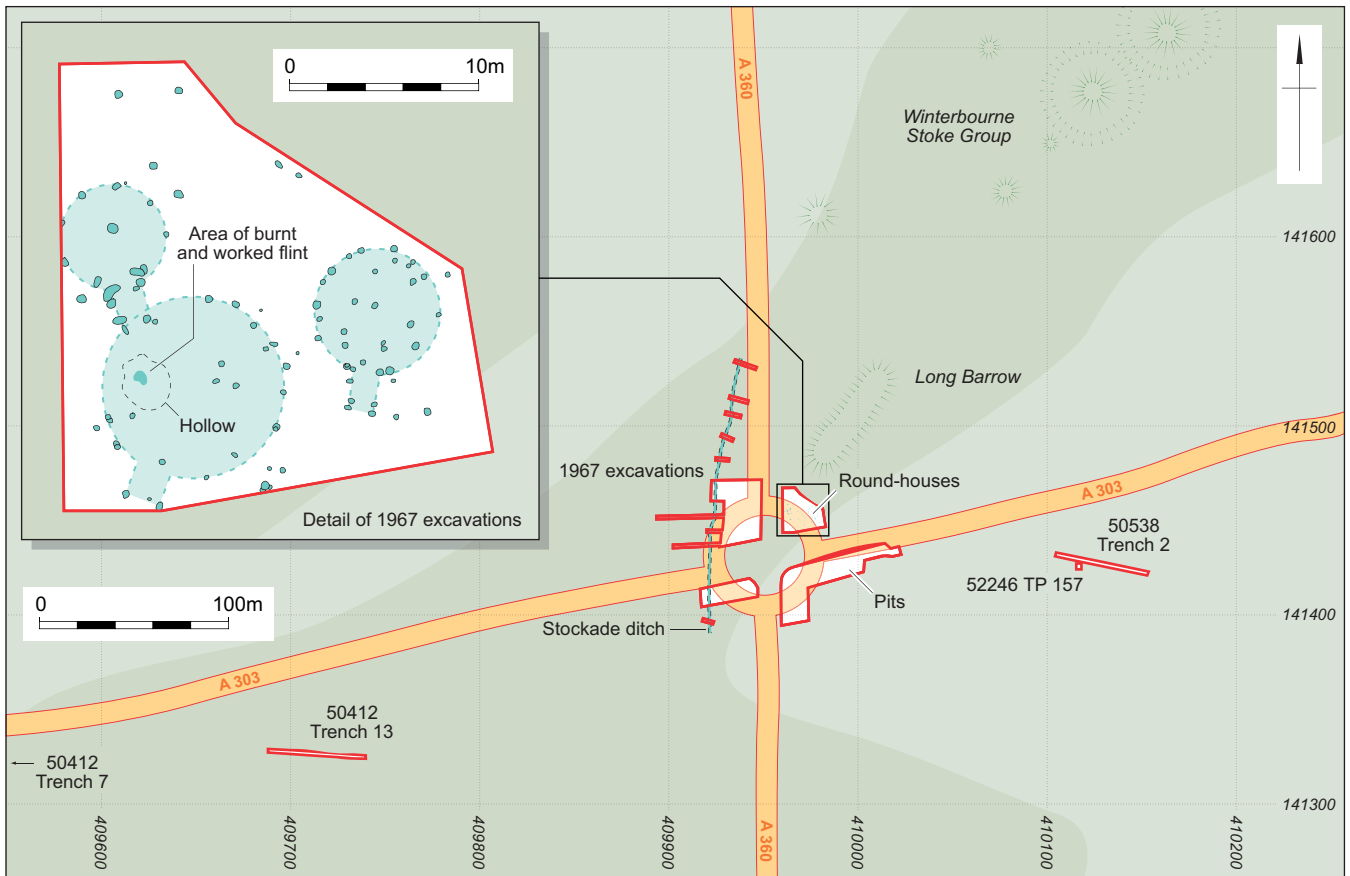 0 10m
Area of burnt
and worked flint
Hollow
Detail of 1967 excavations
A 360
Winterbourne
Stoke Group
141600
Long Barrow
141500
1967 excavations
Round-houses
A 303
50538
Trench 2
52246 TP 157
Pits
0 100m
Stockade ditch
141400
A 303
50412
Trench 13
50412
Trench 7
A 360
141300
409600
409700
409800
409900
410000
410100
410200